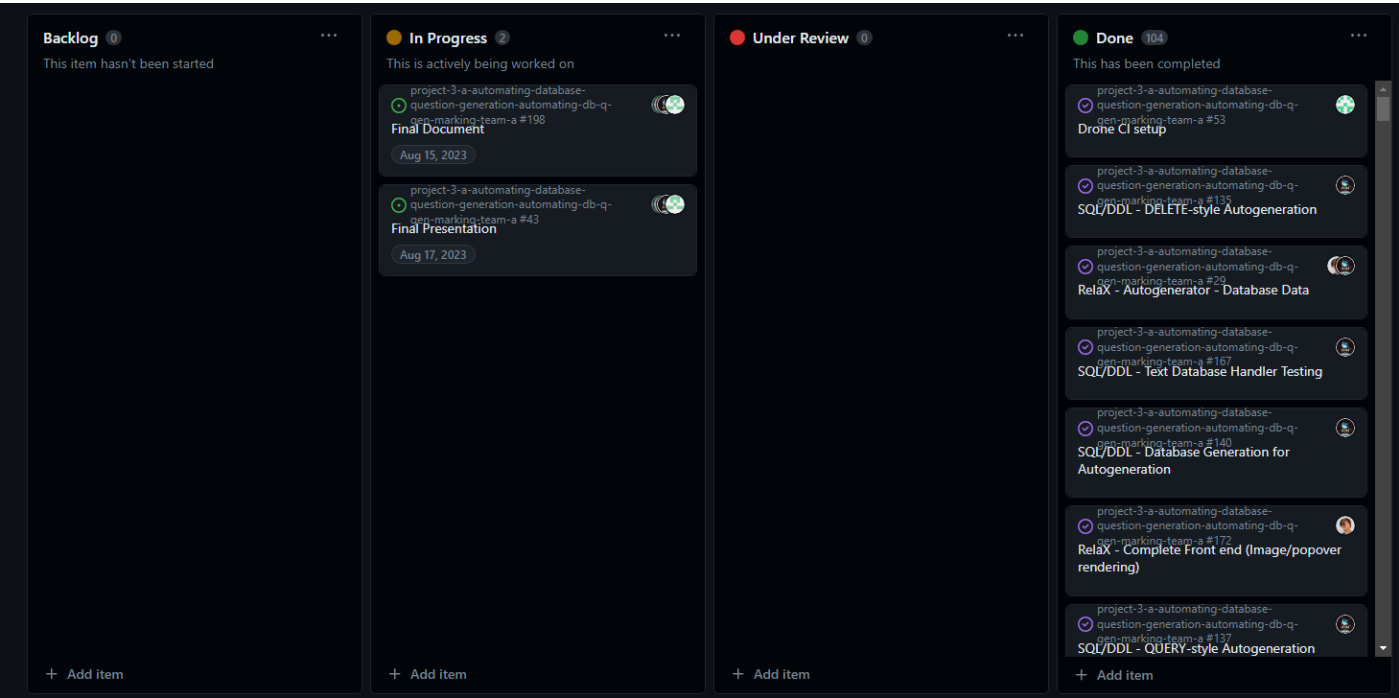 Backlog 0
This item hasn't been started
+ Add item
In Progress 2
This is actively being worked on
project-3-a-automating-database-
question-generation-automating-db-q-
gen-marking-team-a #198
Final Document
Aug 15, 2023
project-3-a-automating-database-
question-generation-automating-db-q-
gen-marking-team-a #43
Final Presentation
Aug 17, 2023
+ Add item
Under Review 0
+ Add item
Done 104
This has been completed
project-3-a-automating-database-
question-generation-automating-db-q-
gen-marking-team-a #53
Drone CI setup
project-3-a-automating-database-
question-generation-automating-db-q-
gen-marking-team-a #135
SQL/DDL - DELETE-style Autogeneration
project-3-a-automating-database-
question-generation-automating-db-q-
gen-marking-team-a #29
RelaX - Autogenerator - Database Data
project-3-a-automating-database-
question-generation-automating-db-q-
gen-marking-team-a #167
SQL/DDL - Text Database Handler Testing
project-3-a-automating-database-
question-generation-automating-db-q-
gen-marking-team-a #140
SQL/DDL - Database Generation for
Autogeneration
project-3-a-automating-database-
question-generation-automating-db-q-
gen-marking-team-a #172
RelaX - Complete Front end (Image/popover
rendering)
project-3-a-automating-database-
question-generation-automating-db-q-
gen-marking-team-a #137
SQL/DDL - QUERY-style Autogeneration
+ Add item